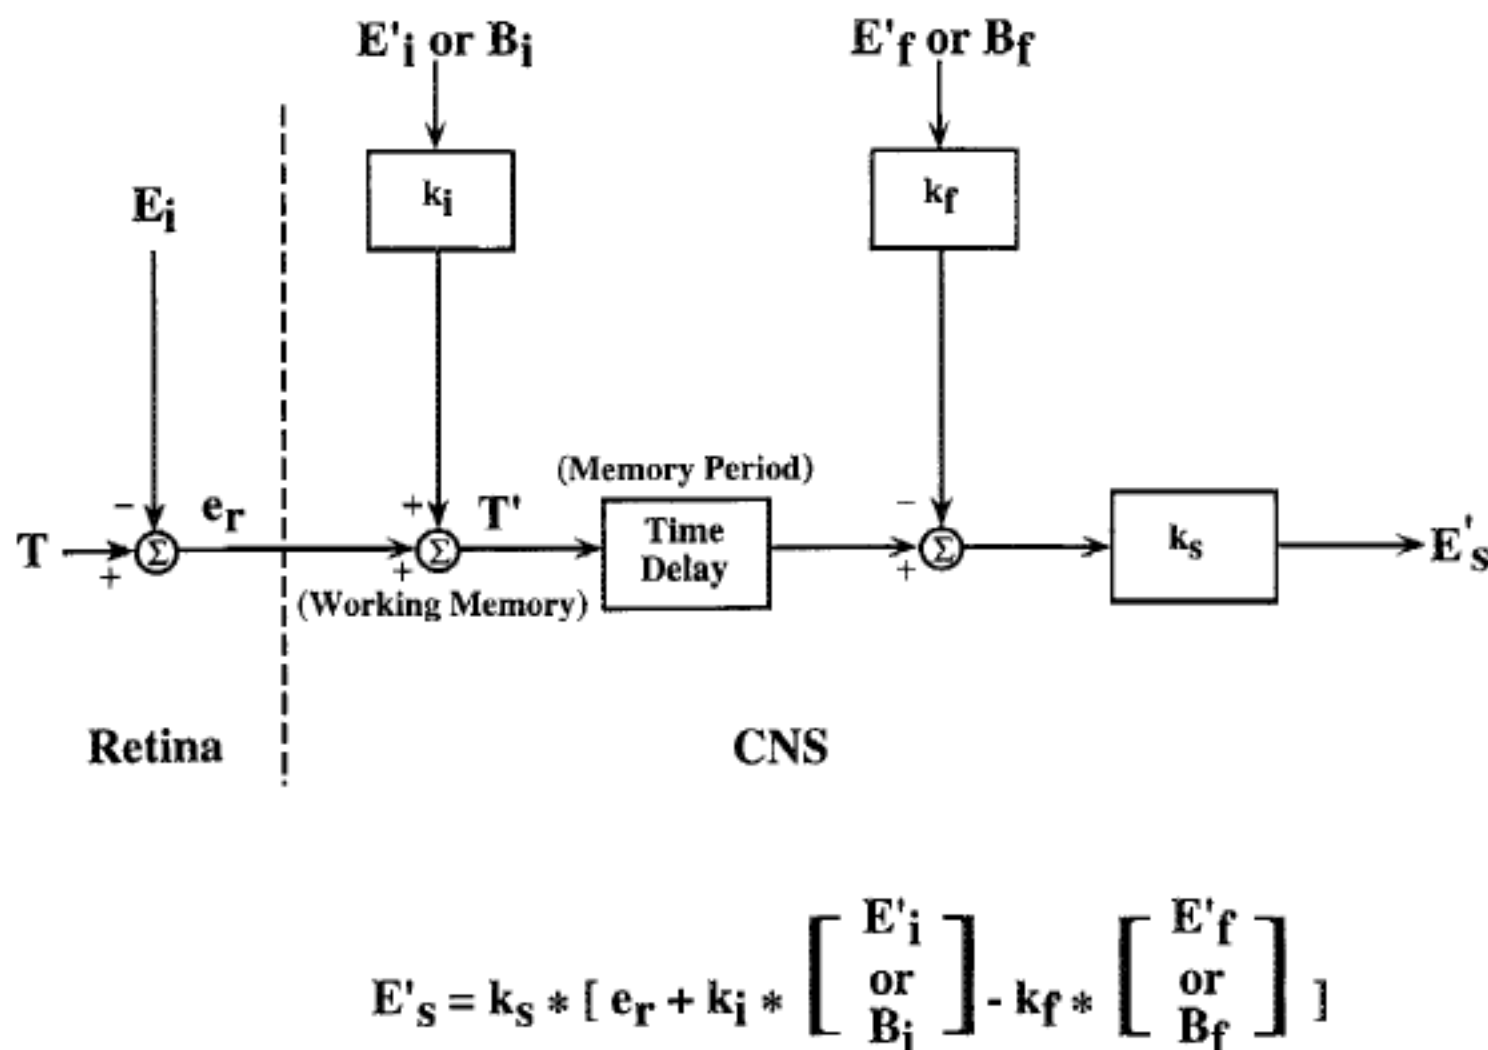 E'i or Bi
E'f or Bf
ki
kf
Ei
(Memory Period)
- er + T' Time Delay - ks E's
T + Σ + Σ + Σ
(Working Memory)
Retina
CNS
E's = ks * [ er + ki * [ E'i or Bi ] - kf * [ E'f or Bf ] ]